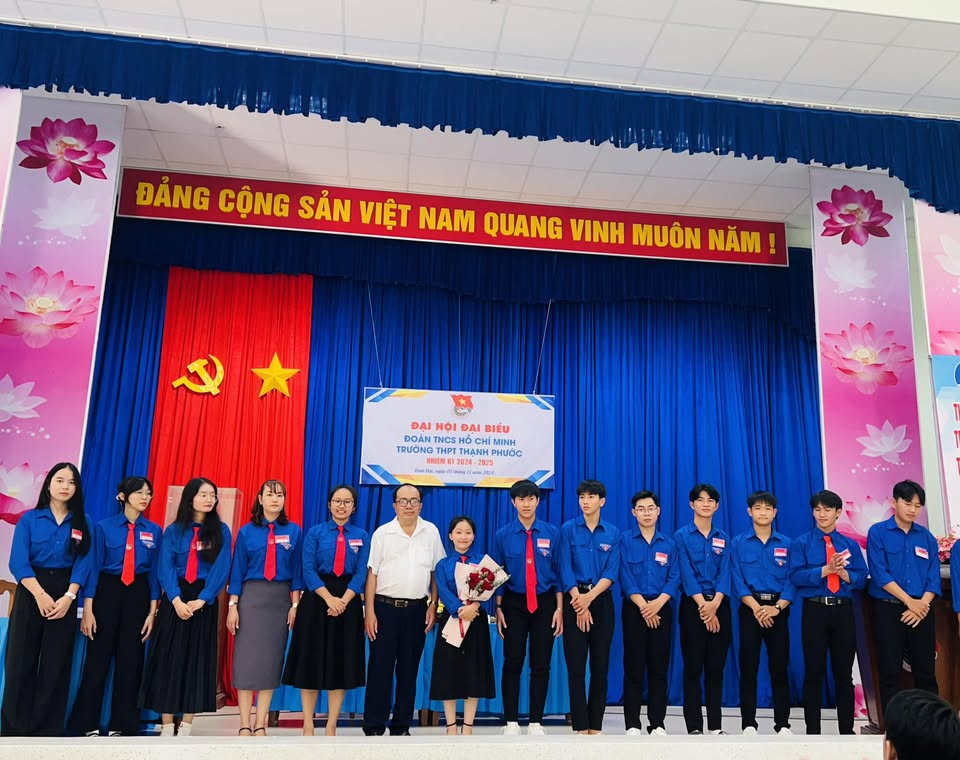 ĐẢNG CỘNG SẢN VIỆT NAM QUANG VINH MUÔN NĂM !
ĐẠI HỘI ĐẠI BIỂU
ĐOÀN TNCS HỒ CHÍ MINH
TRƯỜNG THPT THẠNH PHƯỚC
NHIỆM KỲ 2024 - 2025